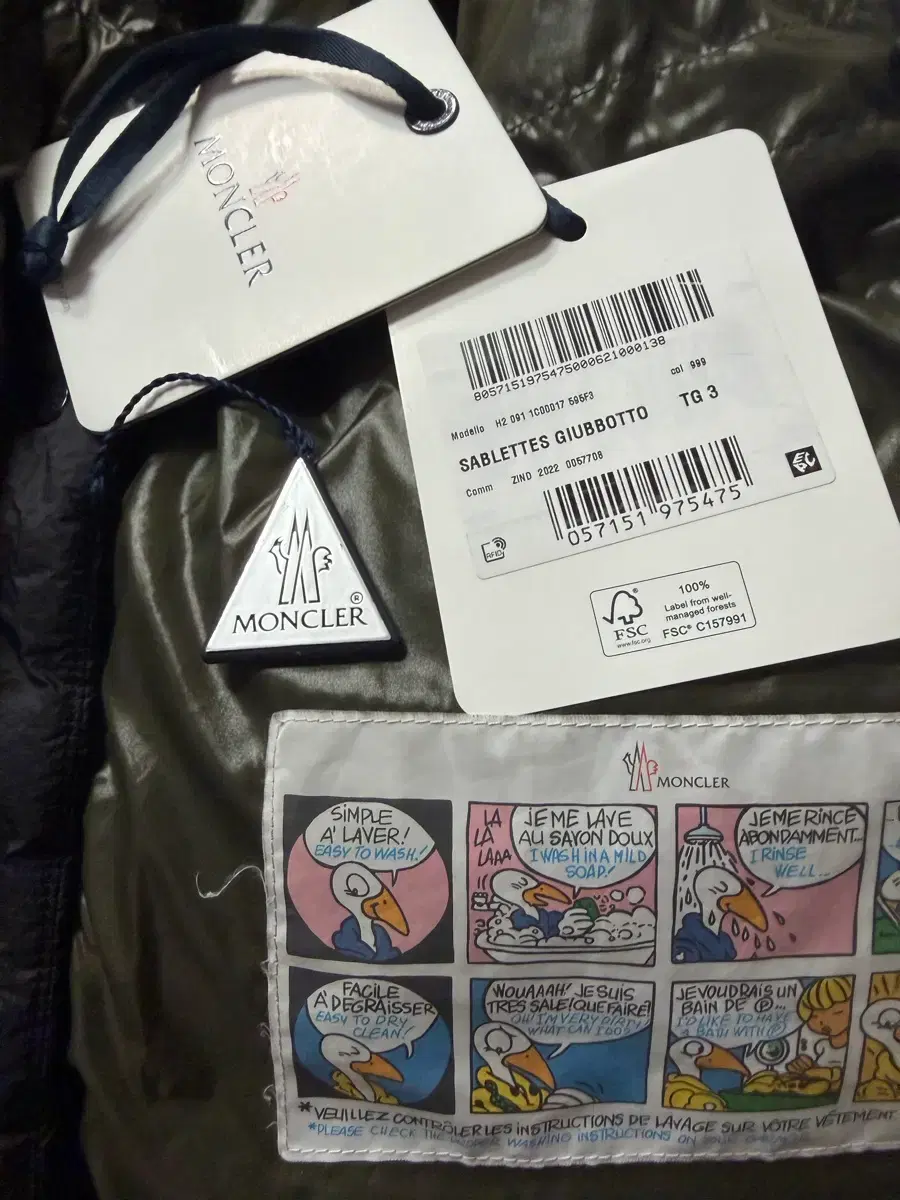 MONCLER
8057151975475000621000138
Modello H2 091 1C00017 595F3 col 999
SABLETTES GIUBBOTTO TG 3
Comm ZIND 2022 0057708
057151 975475
RFID
EPC
FSC
www.fsc.org
100%
Label from well-
managed forests
FSC® C157991
MONCLER®
MONCLER
SIMPLE
A' LAVER!
EASY TO WASH!
LA
LA
LAAA
JE ME LAVE
AU SAVON DOUX
I WASH IN A MILD
SOAP!
JE ME RINCE
ABONDAMMENT...
I RINSE
WELL...
FACILE
A' DEGRAISSER
EASY TO DRY
CLEAN!
WOUAAAH! JE SUIS
TRES SALE! QUE FAIRE?
OH! I'M VERY DIRTY
WHAT CAN I DO?
JE VOUDRAIS UN
BAIN DE Ⓟ...
I'D LIKE TO HAVE
A BATH WITH Ⓟ
*VEUILLEZ CONTRÔLER LES INSTRUCTIONS DE LAVAGE SUR VOTRE VÊTEMENT
*PLEASE CHECK THE WASHING INSTRUCTIONS ON